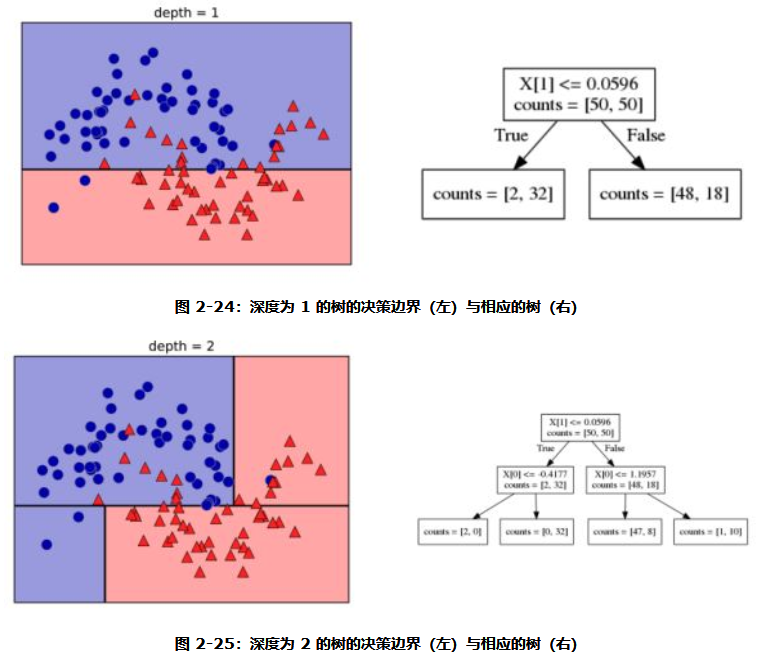 depth = 1
X[1] <= 0.0596
counts = [50, 50]
True
False
counts = [2, 32]
counts = [48, 18]
图 2-24：深度为 1 的树的决策边界（左）与相应的树（右）
depth = 2
X[1] <= 0.0596
counts = [50, 50]
True
False
X[0] <= -0.4177
counts = [2, 32]
X[0] <= 1.1957
counts = [48, 18]
counts = [2, 0]
counts = [0, 32]
counts = [47, 8]
counts = [1, 10]
图 2-25：深度为 2 的树的决策边界（左）与相应的树（右）